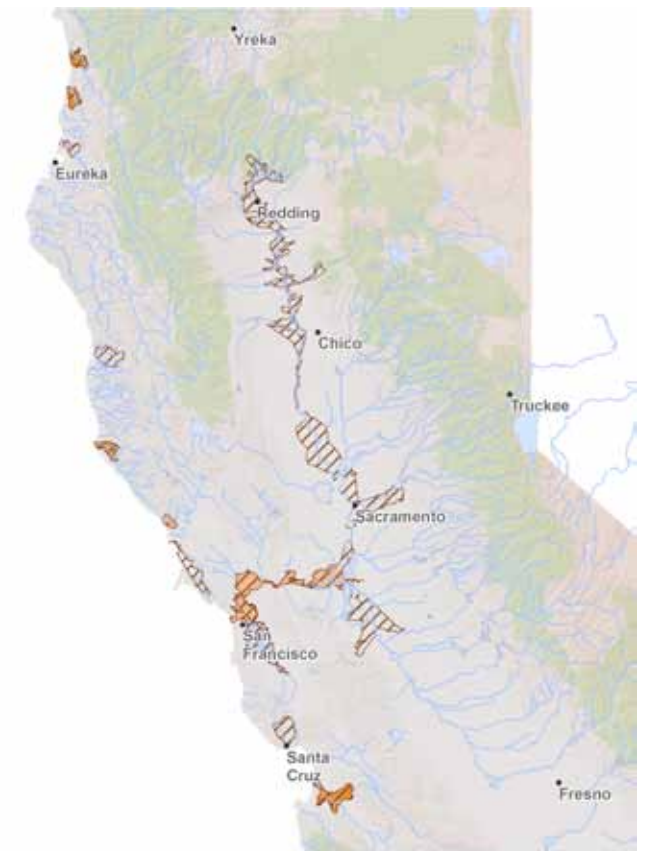 Yreka
Eureka
Redding
Chico
Truckee
Sacramento
San
Francisco
Santa
Cruz
Fresno